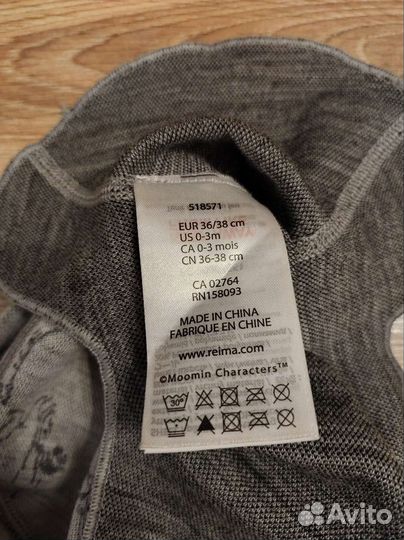 518571
EUR 36/38 cm
US 0-3m
CA 0-3 mois
CN 36-38 cm
CA 02764
RN158093
MADE IN CHINA
FABRIQUE EN CHINE
www.reima.com
©Moomin Characters™
30°
Avito